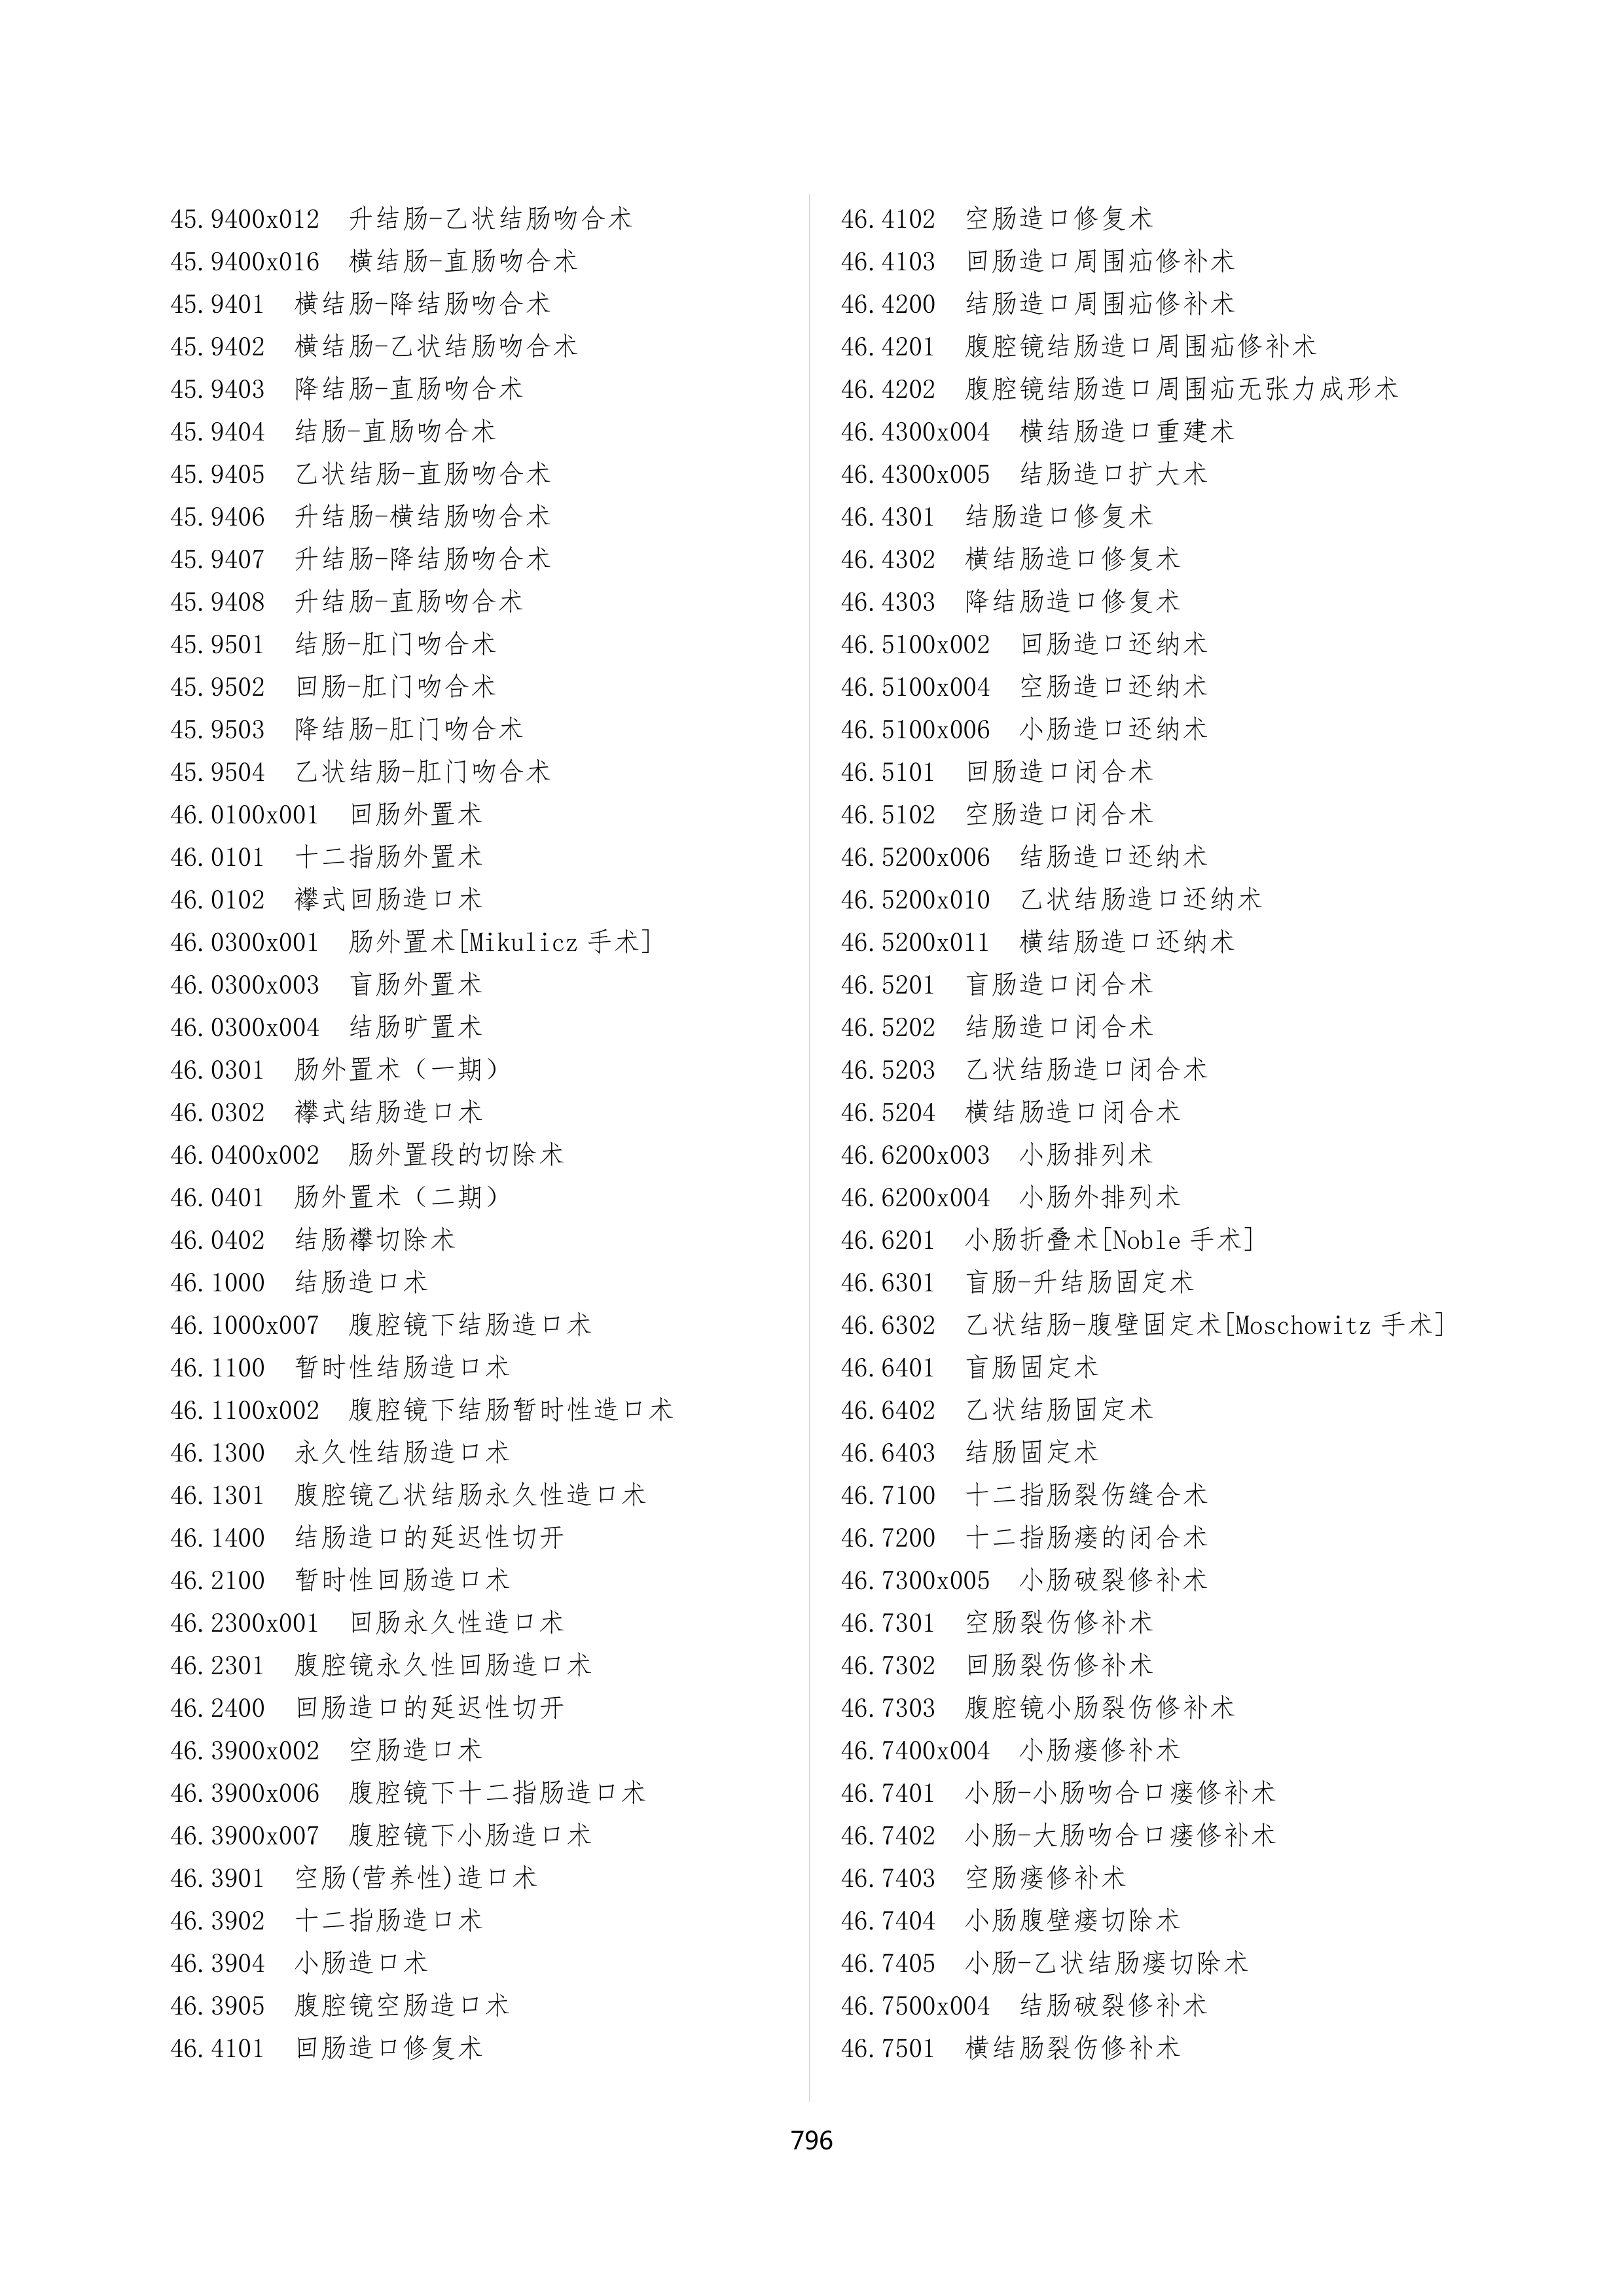 45.9400x012 升结肠-乙状结肠吻合术
45.9400x016 横结肠-直肠吻合术
45.9401 横结肠-降结肠吻合术
45.9402 横结肠-乙状结肠吻合术
45.9403 降结肠-直肠吻合术
45.9404 结肠-直肠吻合术
45.9405 乙状结肠-直肠吻合术
45.9406 升结肠-横结肠吻合术
45.9407 升结肠-降结肠吻合术
45.9408 升结肠-直肠吻合术
45.9501 结肠-肛门吻合术
45.9502 回肠-肛门吻合术
45.9503 降结肠-肛门吻合术
45.9504 乙状结肠-肛门吻合术
46.0100x001 回肠外置术
46.0101 十二指肠外置术
46.0102 襻式回肠造口术
46.0300x001 肠外置术[Mikulicz 手术]
46.0300x003 盲肠外置术
46.0300x004 结肠旷置术
46.0301 肠外置术（一期）
46.0302 襻式结肠造口术
46.0400x002 肠外置段的切除术
46.0401 肠外置术（二期）
46.0402 结肠襻切除术
46.1000 结肠造口术
46.1000x007 腹腔镜下结肠造口术
46.1100 暂时性结肠造口术
46.1100x002 腹腔镜下结肠暂时性造口术
46.1300 永久性结肠造口术
46.1301 腹腔镜乙状结肠永久性造口术
46.1400 结肠造口的延迟性切开
46.2100 暂时性回肠造口术
46.2300x001 回肠永久性造口术
46.2301 腹腔镜永久性回肠造口术
46.2400 回肠造口的延迟性切开
46.3900x002 空肠造口术
46.3900x006 腹腔镜下十二指肠造口术
46.3900x007 腹腔镜下小肠造口术
46.3901 空肠(营养性)造口术
46.3902 十二指肠造口术
46.3904 小肠造口术
46.3905 腹腔镜空肠造口术
46.4101 回肠造口修复术
46.4102 空肠造口修复术
46.4103 回肠造口周围疝修补术
46.4200 结肠造口周围疝修补术
46.4201 腹腔镜结肠造口周围疝修补术
46.4202 腹腔镜结肠造口周围疝无张力成形术
46.4300x004 横结肠造口重建术
46.4300x005 结肠造口扩大术
46.4301 结肠造口修复术
46.4302 横结肠造口修复术
46.4303 降结肠造口修复术
46.5100x002 回肠造口还纳术
46.5100x004 空肠造口还纳术
46.5100x006 小肠造口还纳术
46.5101 回肠造口闭合术
46.5102 空肠造口闭合术
46.5200x006 结肠造口还纳术
46.5200x010 乙状结肠造口还纳术
46.5200x011 横结肠造口还纳术
46.5201 盲肠造口闭合术
46.5202 结肠造口闭合术
46.5203 乙状结肠造口闭合术
46.5204 横结肠造口闭合术
46.6200x003 小肠排列术
46.6200x004 小肠外排列术
46.6201 小肠折叠术[Noble 手术]
46.6301 盲肠-升结肠固定术
46.6302 乙状结肠-腹壁固定术[Moschowitz 手术]
46.6401 盲肠固定术
46.6402 乙状结肠固定术
46.6403 结肠固定术
46.7100 十二指肠裂伤缝合术
46.7200 十二指肠瘘的闭合术
46.7300x005 小肠破裂修补术
46.7301 空肠裂伤修补术
46.7302 回肠裂伤修补术
46.7303 腹腔镜小肠裂伤修补术
46.7400x004 小肠瘘修补术
46.7401 小肠-小肠吻合口瘘修补术
46.7402 小肠-大肠吻合口瘘修补术
46.7403 空肠瘘修补术
46.7404 小肠腹壁瘘切除术
46.7405 小肠-乙状结肠瘘切除术
46.7500x004 结肠破裂修补术
46.7501 横结肠裂伤修补术
796